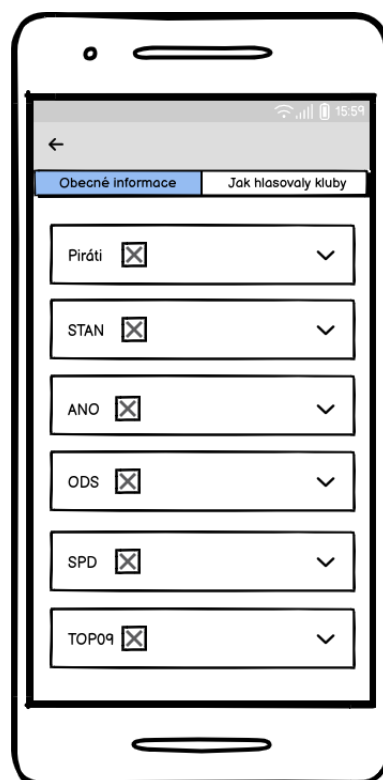 15:59
Obecné informace
Jak hlasovaly kluby
Piráti
STAN
ANO
ODS
SPD
TOP09